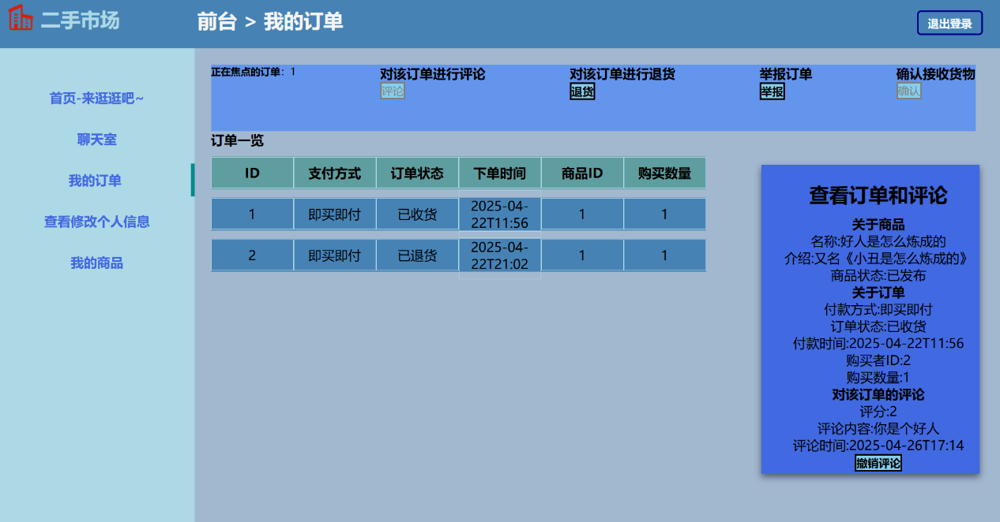 二手市场
前台 > 我的订单
退出登录
首页-来逛逛吧~
聊天室
我的订单
查看修改个人信息
我的商品
正在焦点的订单：1
对该订单进行评论
评论
对该订单进行退货
退货
举报订单
举报
确认接收货物
确认
订单一览
ID 支付方式 订单状态 下单时间 商品ID 购买数量
1 即买即付 已收货 2025-04-
22T11:56 1 1
2 即买即付 已退货 2025-04-
22T21:02 1 1
查看订单和评论
关于商品
名称:好人是怎么炼成的
介绍:又名《小丑是怎么炼成的》
商品状态:已发布
关于订单
付款方式:即买即付
订单状态:已收货
付款时间:2025-04-22T11:56
购买者ID:2
购买数量:1
对该订单的评论
评分:2
评论内容:你是个好人
评论时间:2025-04-26T17:14
撤销评论